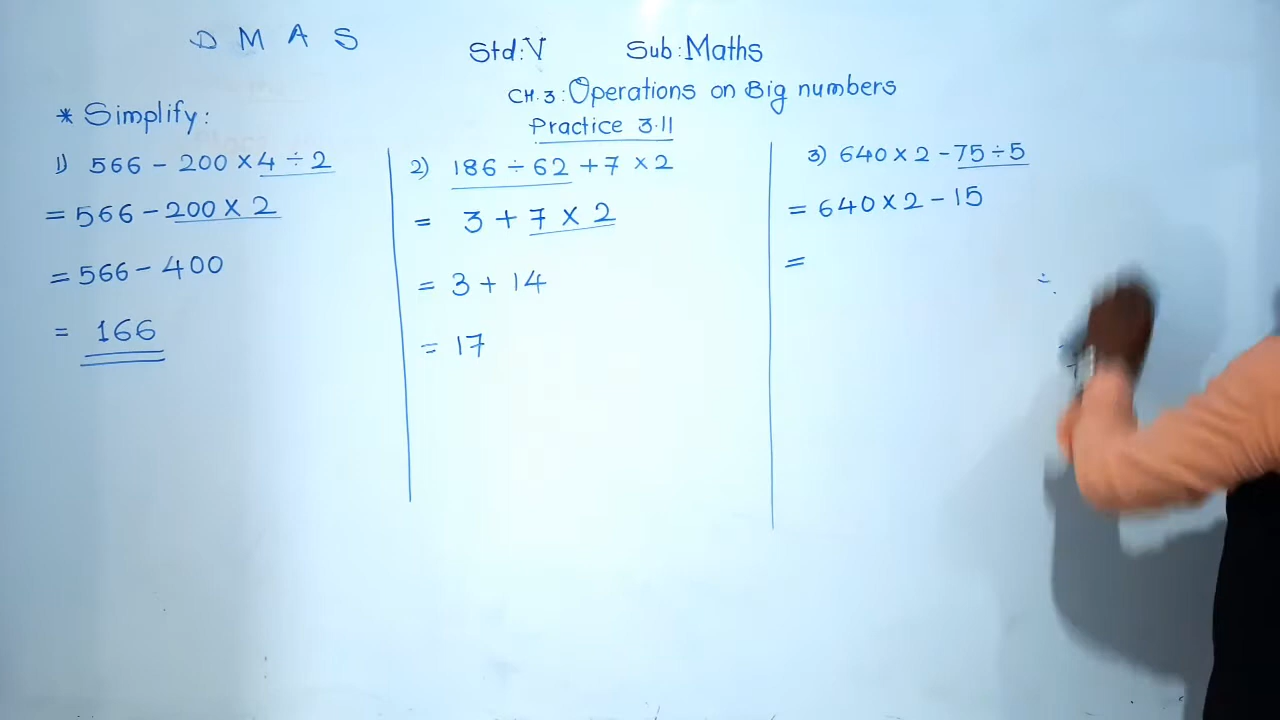 D M A S
Std:V Sub:Maths
CH.3:Operations on Big numbers
Practice 3.11
* Simplify:
1) 566 - 200 × 4 ÷ 2
= 566 - 200 × 2
= 566 - 400
= 166
2) 186 ÷ 62 + 7 × 2
= 3 + 7 × 2
= 3 + 14
= 17
3) 640 × 2 - 75 ÷ 5
= 640 × 2 - 15
=